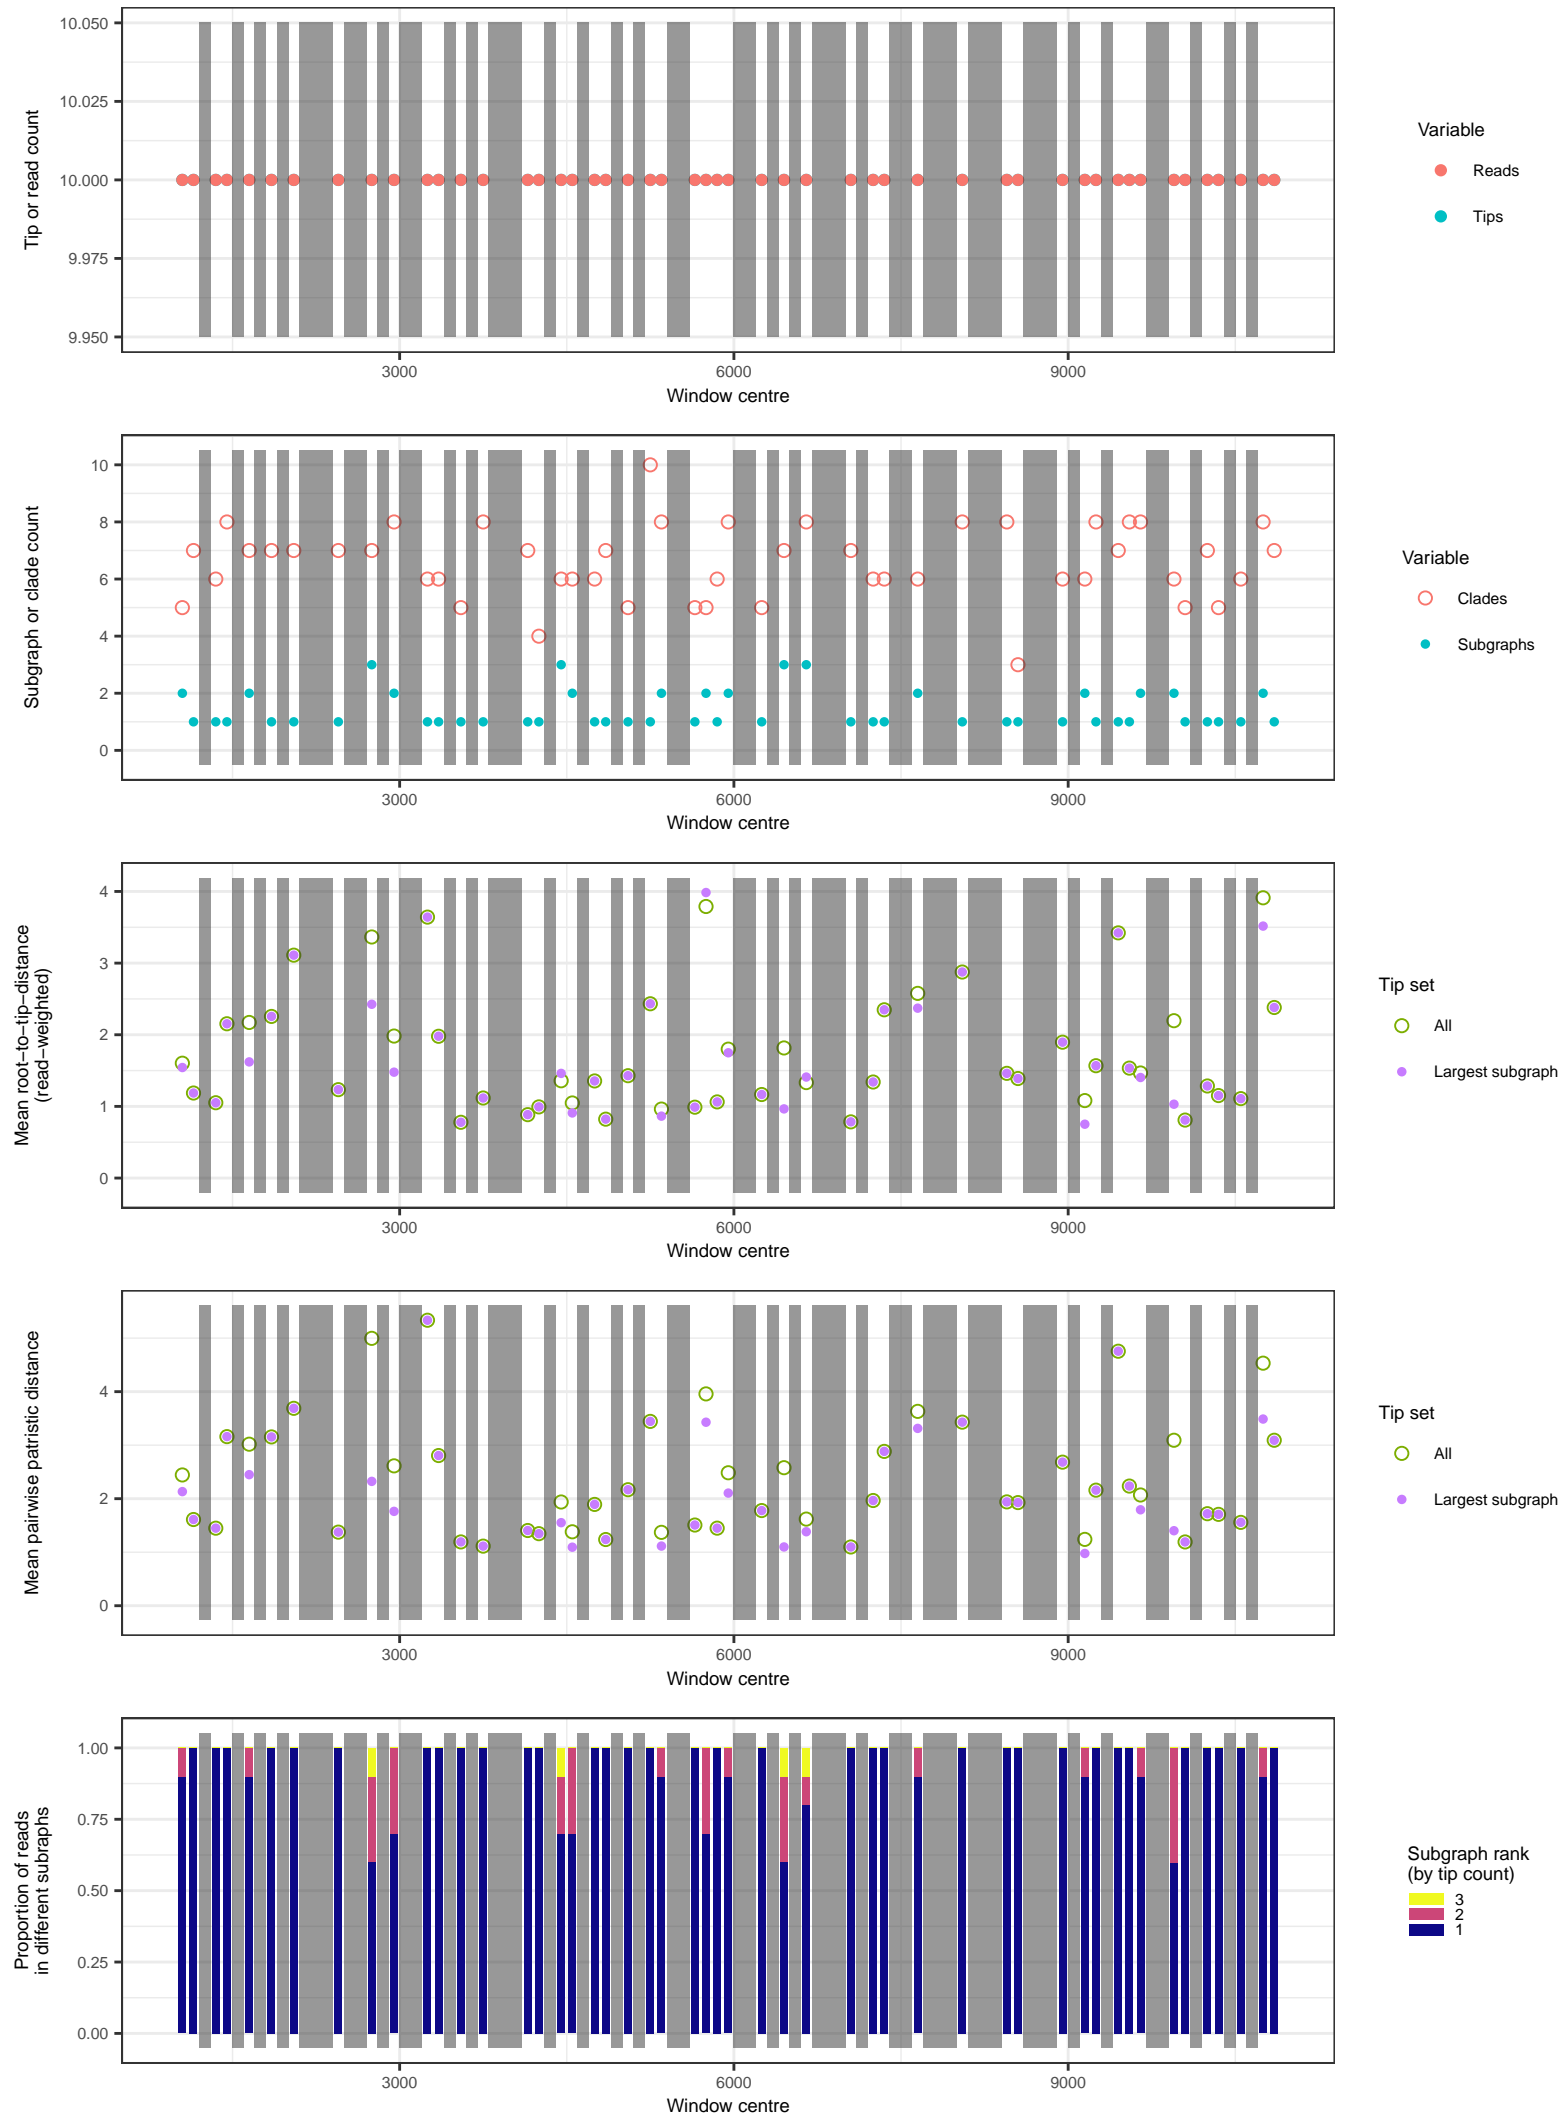 10.050
10.025
10.000
9.975
9.950
Tip or read count
3000
6000
9000
Window centre
Variable
Reads
Tips
10
8
6
4
2
0
Subgraph or clade count
3000
6000
9000
Window centre
Variable
Clades
Subgraphs
4
3
2
1
0
Mean root−to−tip−distance
(read−weighted)
3000
6000
9000
Window centre
Tip set
All
Largest subgraph
4
2
0
Mean pairwise patristic distance
3000
6000
9000
Window centre
Tip set
All
Largest subgraph
1.00
0.75
0.50
0.25
0.00
Proportion of reads
in different subraphs
3000
6000
9000
Window centre
Subgraph rank
(by tip count)
3
2
1